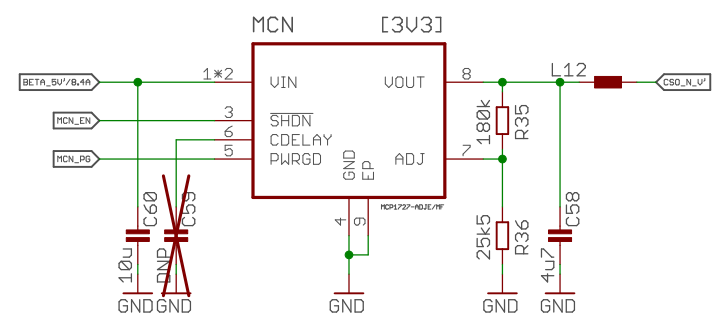 MCN [3V3]
BETA_5V'/8.4A
1*2 VIN VOUT 8 L12 CSO_N_V'
MCN_EN 3 SHDN
180k R35
6 CDELAY
MCN_PG 5 PWRGD GND EP ADJ 7
MCP1727-ADJE/MF
C60 C59 4 9 C58
25k5 R36
10u DNP 4u7
GND GND GND GND GND